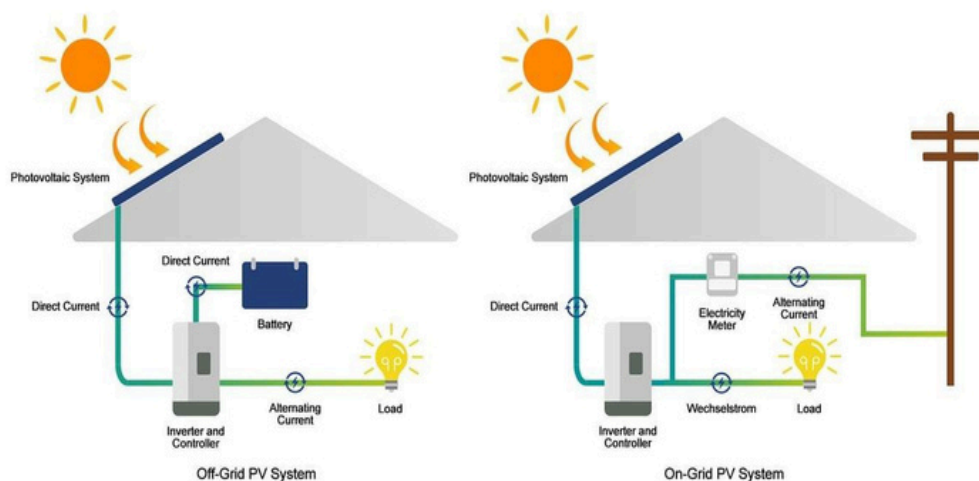 Photovoltaic System
Direct Current
Direct Current
Battery
Inverter and
Controller
Alternating
Current
Load
Off-Grid PV System
Photovoltaic System
Direct Current
Electricity
Meter
Alternating
Current
Inverter and
Controller
Wechselstrom
Load
On-Grid PV System